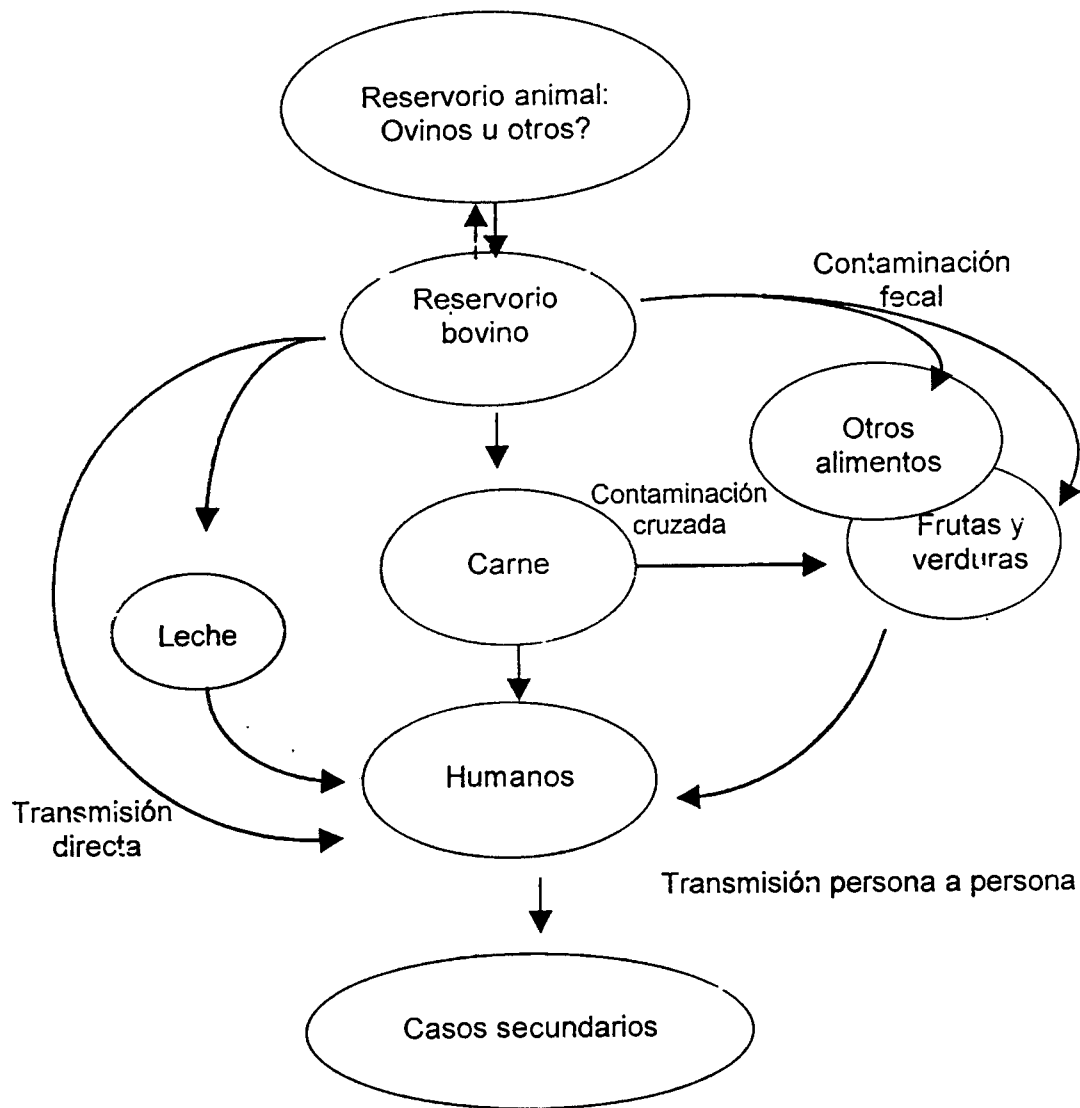 Reservorio animal:
Ovinos u otros?
Reservorio
bovino
Contaminación
fecal
Otros
alimentos
Contaminación
cruzada
Frutas y
verduras
Carne
Leche
Humanos
Transmisión
directa
Transmisión persona a persona
Casos secundarios